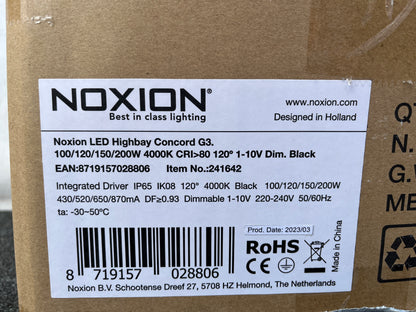 NOXION®
Best in class lighting
www.noxion.com
Designed in Holland
Noxion LED Highbay Concord G3.
100/120/150/200W 4000K CRI>80 120° 1-10V Dim. Black
EAN:8719157028806 Item No.:241642
Integrated Driver IP65 IK08 120° 4000K Black 100/120/150/200W
430/520/650/870mA DF≥0.93 Dimmable 1-10V 220-240V 50/60Hz
ta: -30~50°C
Prod. Date: 2023/03
RoHS
CE
Made in China
8 719157 028806
Noxion B.V. Schootense Dreef 27, 5708 HZ Helmond, The Netherlands
Q
N.
G.
ME